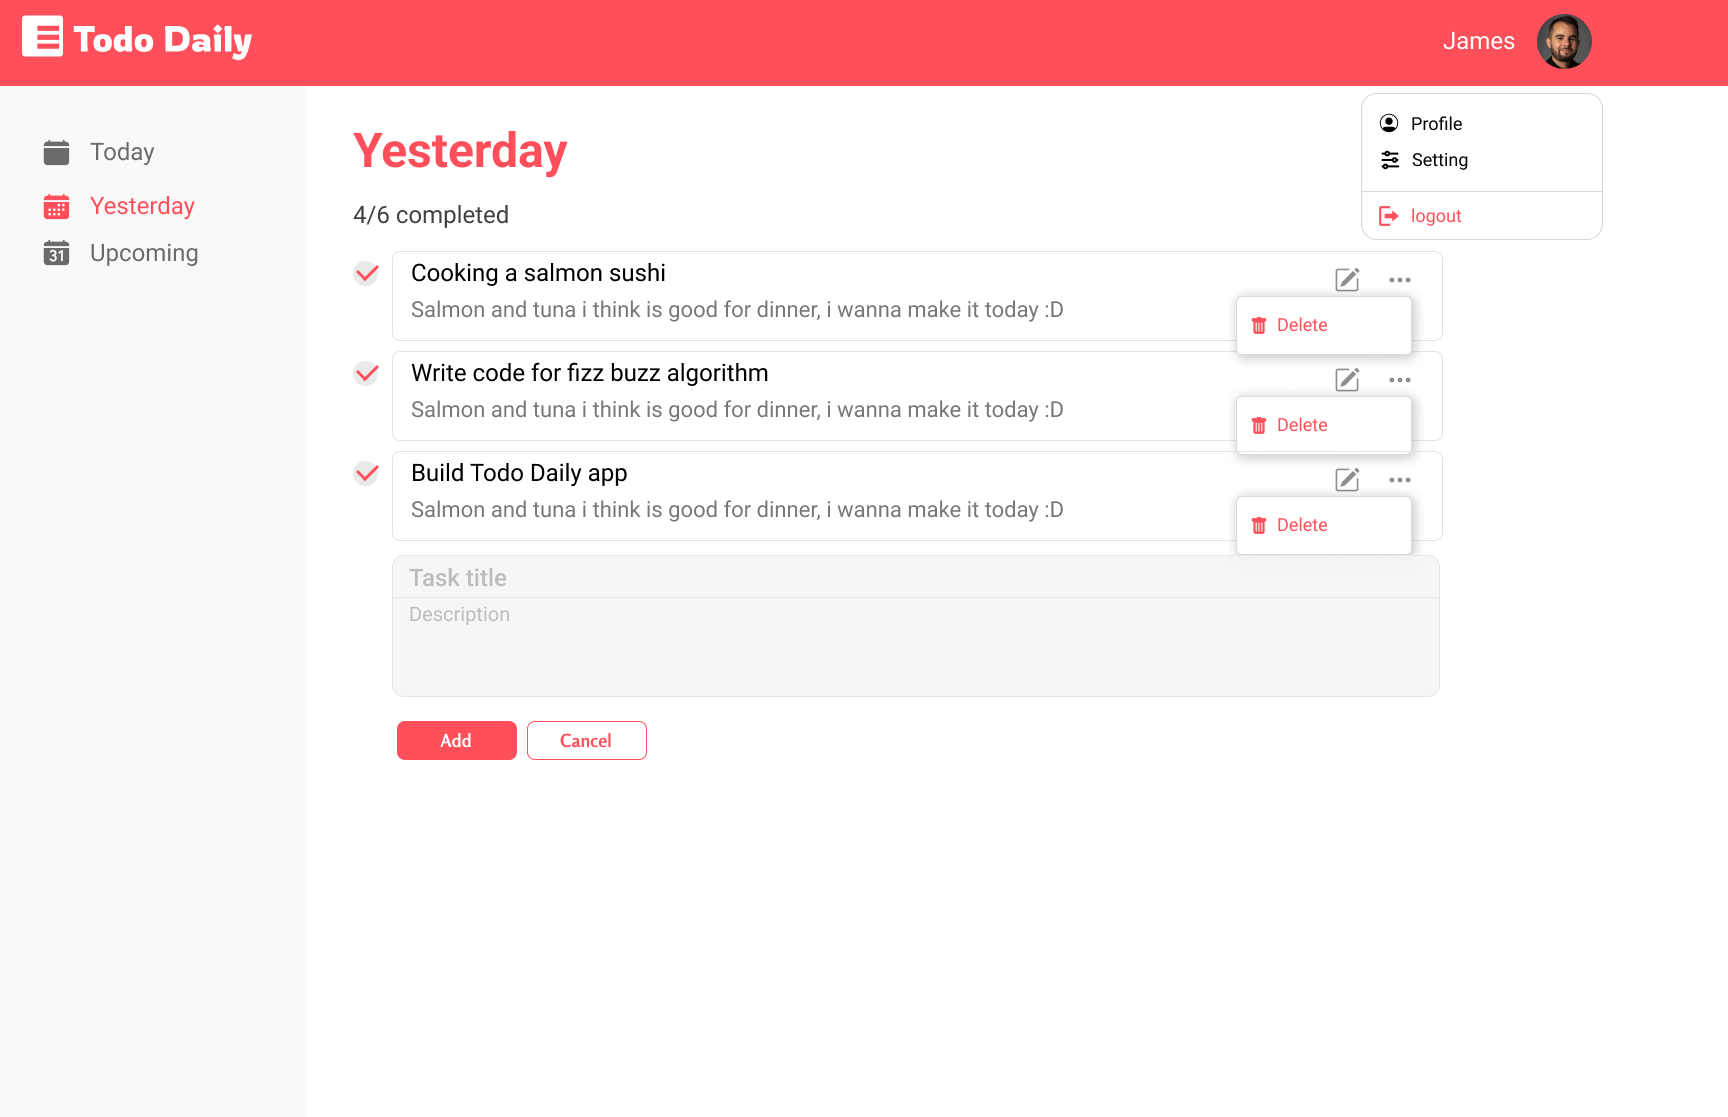 Todo Daily
James
Profile
Setting
logout
Today
Yesterday
31 Upcoming
Yesterday
4/6 completed
Cooking a salmon sushi
Salmon and tuna i think is good for dinner, i wanna make it today :D
Delete
Write code for fizz buzz algorithm
Salmon and tuna i think is good for dinner, i wanna make it today :D
Delete
Build Todo Daily app
Salmon and tuna i think is good for dinner, i wanna make it today :D
Delete
Task title
Description
Add
Cancel